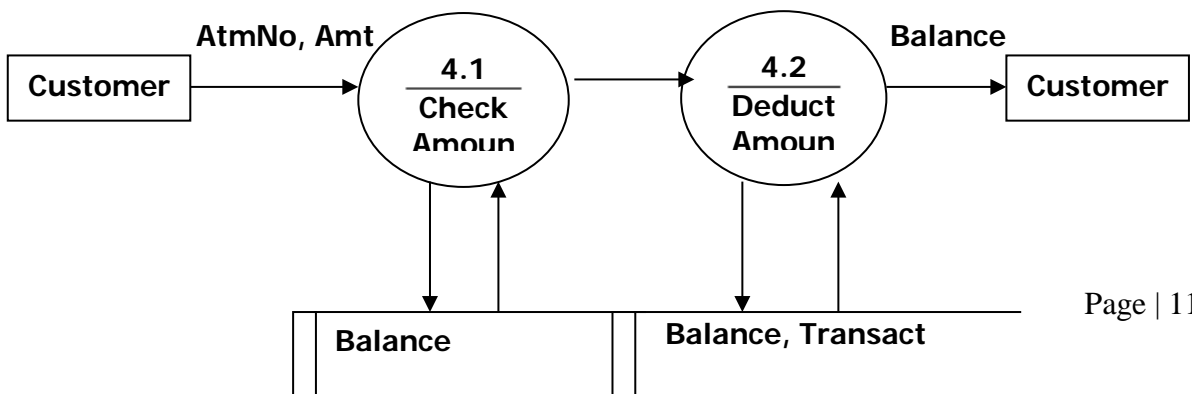 AtmNo, Amt
Balance
Customer
4.1
Check
Amoun
4.2
Deduct
Amoun
Customer
Page | 11
Balance
Balance, Transact